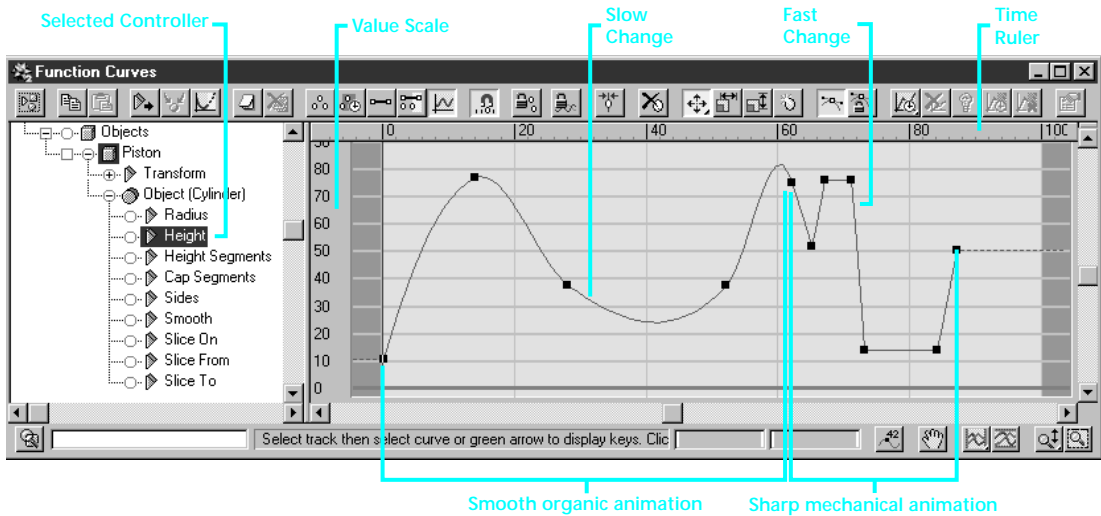 Selected Controller
Value Scale
Slow
Change
Fast
Change
Time
Ruler
Function Curves
0 20 40 60 80 100
Objects
Piston
Transform
Object (Cylinder)
Radius
Height
Height Segments
Cap Segments
Sides
Smooth
Slice On
Slice From
Slice To
90
80
70
60
50
40
30
20
10
0
Select track then select curve or green arrow to display keys. Clic
42
Smooth organic animation
Sharp mechanical animation